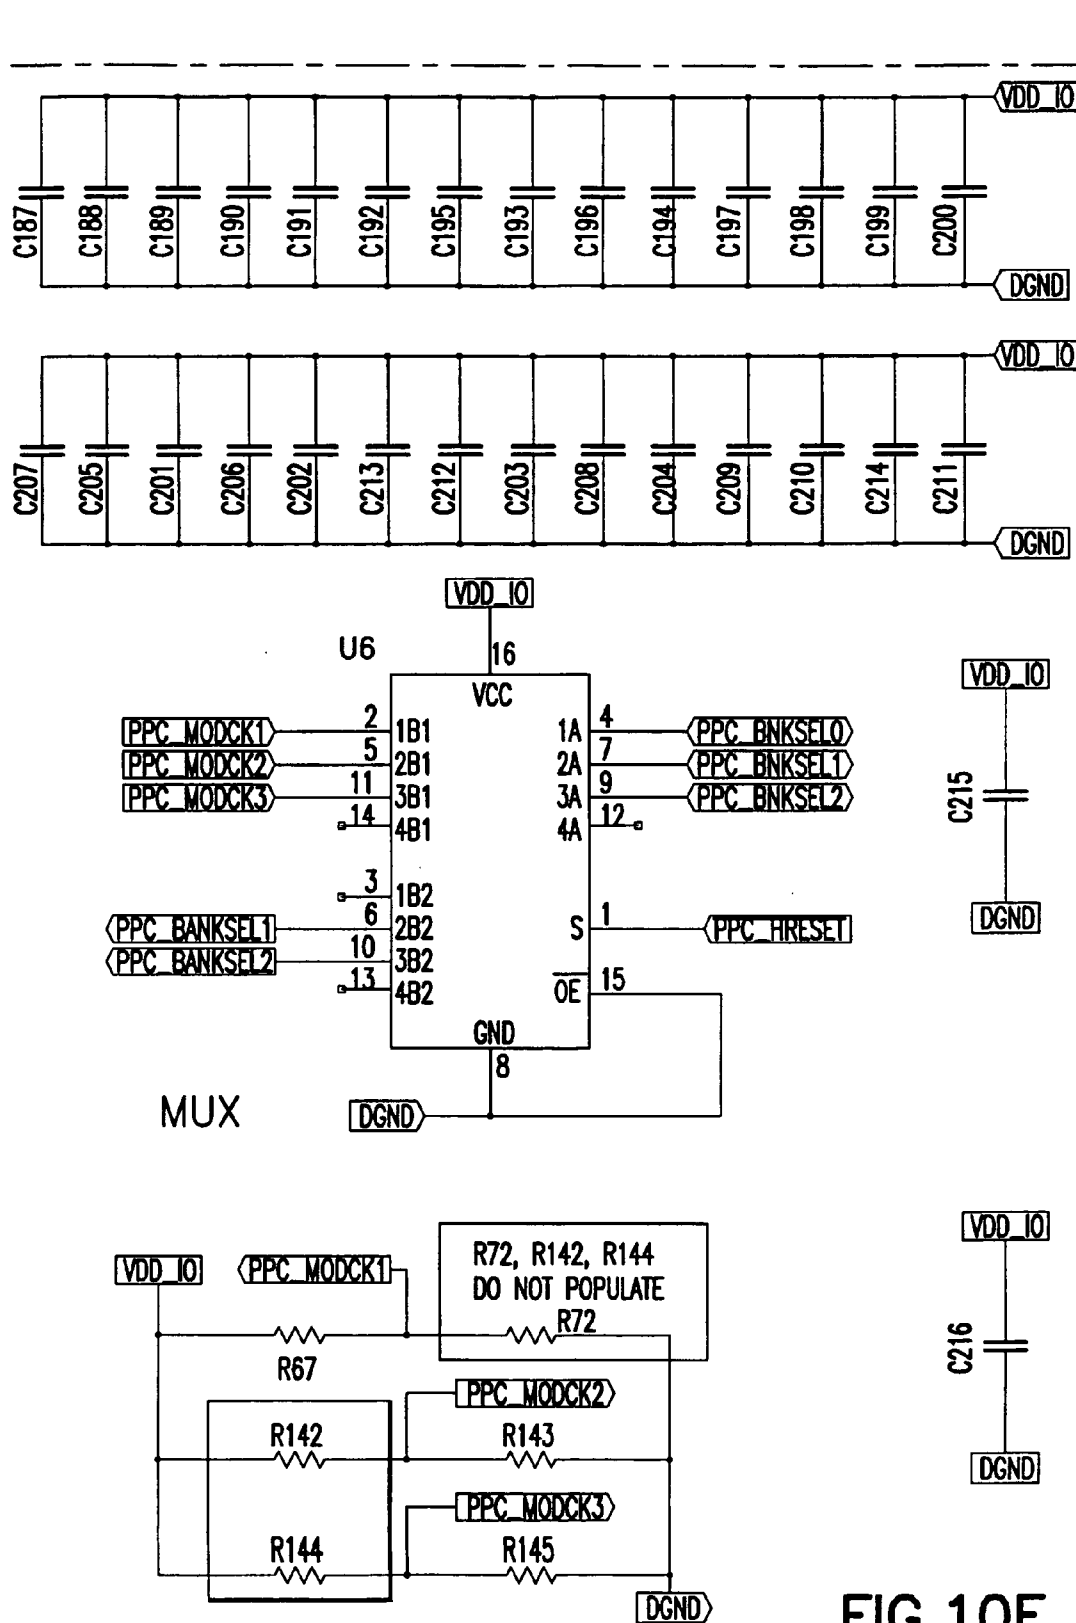 VDD_IO
C187 C188 C189 C190 C191 C192 C195 C193 C196 C194 C197 C198 C199 C200
DGND
VDD_IO
C207 C205 C201 C206 C202 C213 C212 C203 C208 C204 C209 C210 C214 C211
DGND
VDD_IO
U6
16
VCC
VDD_IO
PPC_MODCK1 2 1B1 1A 4 PPC_BNKSEL0
PPC_MODCK2 5 2B1 2A 7 PPC_BNKSEL1
PPC_MODCK3 11 3B1 3A 9 PPC_BNKSEL2
14 4B1 4A 12
C215
3 1B2
PPC_BANKSEL1 6 2B2 S 1 PPC_HRESET
DGND
PPC_BANKSEL2 10 3B2
13 4B2 OE 15
GND
8
MUX
DGND
VDD_IO
R72, R142, R144
DO NOT POPULATE
VDD_IO PPC_MODCK1
R72
R67
C216
PPC_MODCK2
R142 R143
DGND
PPC_MODCK3
R144 R145
DGND